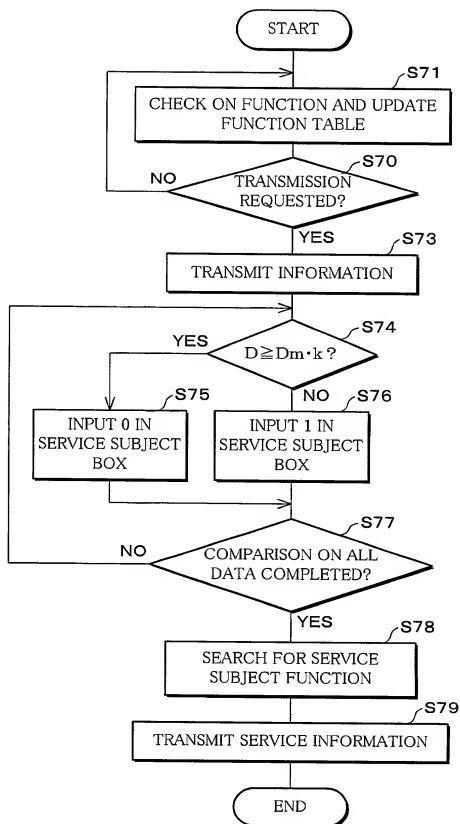 START
S71
CHECK ON FUNCTION AND UPDATE
FUNCTION TABLE
S70
NO
TRANSMISSION
REQUESTED?
YES
S73
TRANSMIT INFORMATION
S74
YES
D≧Dm·k?
NO
S75
S76
INPUT 0 IN
SERVICE SUBJECT
BOX
INPUT 1 IN
SERVICE SUBJECT
BOX
S77
NO
COMPARISON ON ALL
DATA COMPLETED?
YES
S78
SEARCH FOR SERVICE
SUBJECT FUNCTION
S79
TRANSMIT SERVICE INFORMATION
END